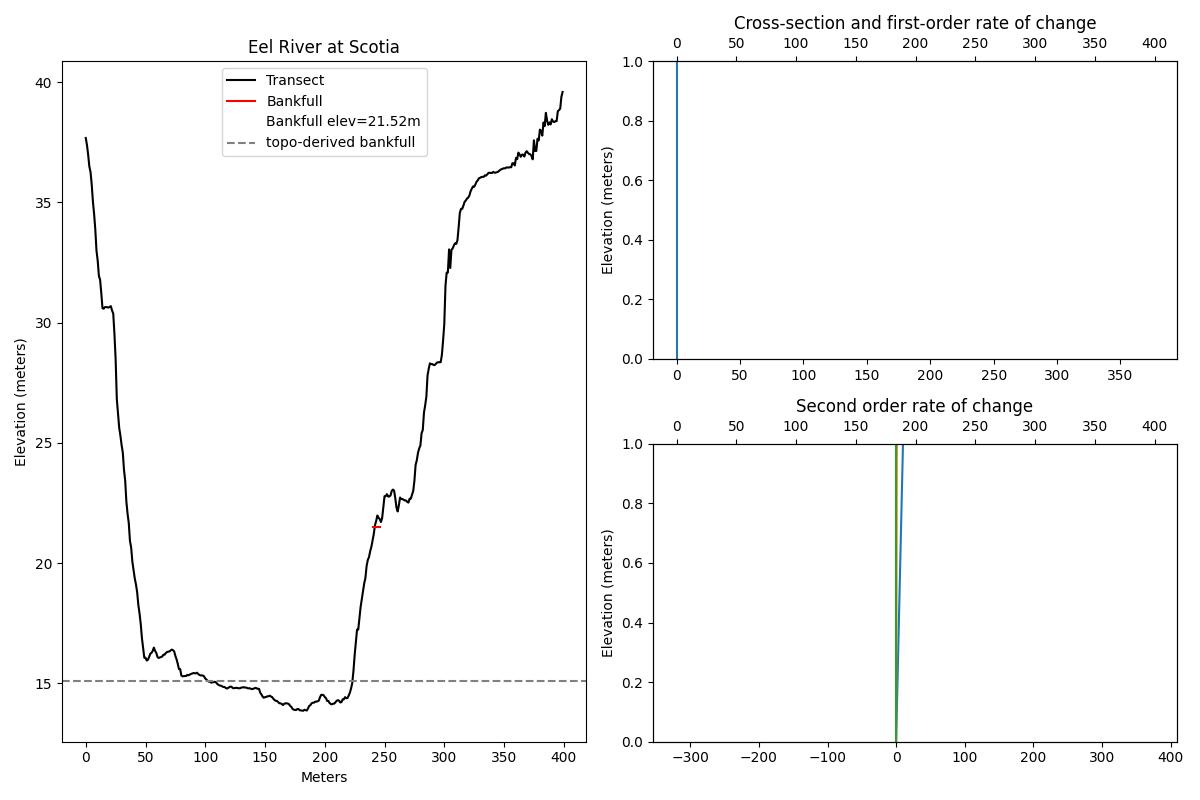 Eel River at Scotia
40
35
30
25
20
15
Elevation (meters)
Transect
Bankfull
Bankfull elev=21.52m
topo-derived bankfull
0 50 100 150 200 250 300 350 400
Meters
Cross-section and first-order rate of change
0 50 100 150 200 250 300 350 400
1.0
0.8
0.6
0.4
0.2
0.0
Elevation (meters)
0 50 100 150 200 250 300 350
Second order rate of change
0 50 100 150 200 250 300 350 400
1.0
0.8
0.6
0.4
0.2
0.0
Elevation (meters)
−300 −200 −100 0 100 200 300 400